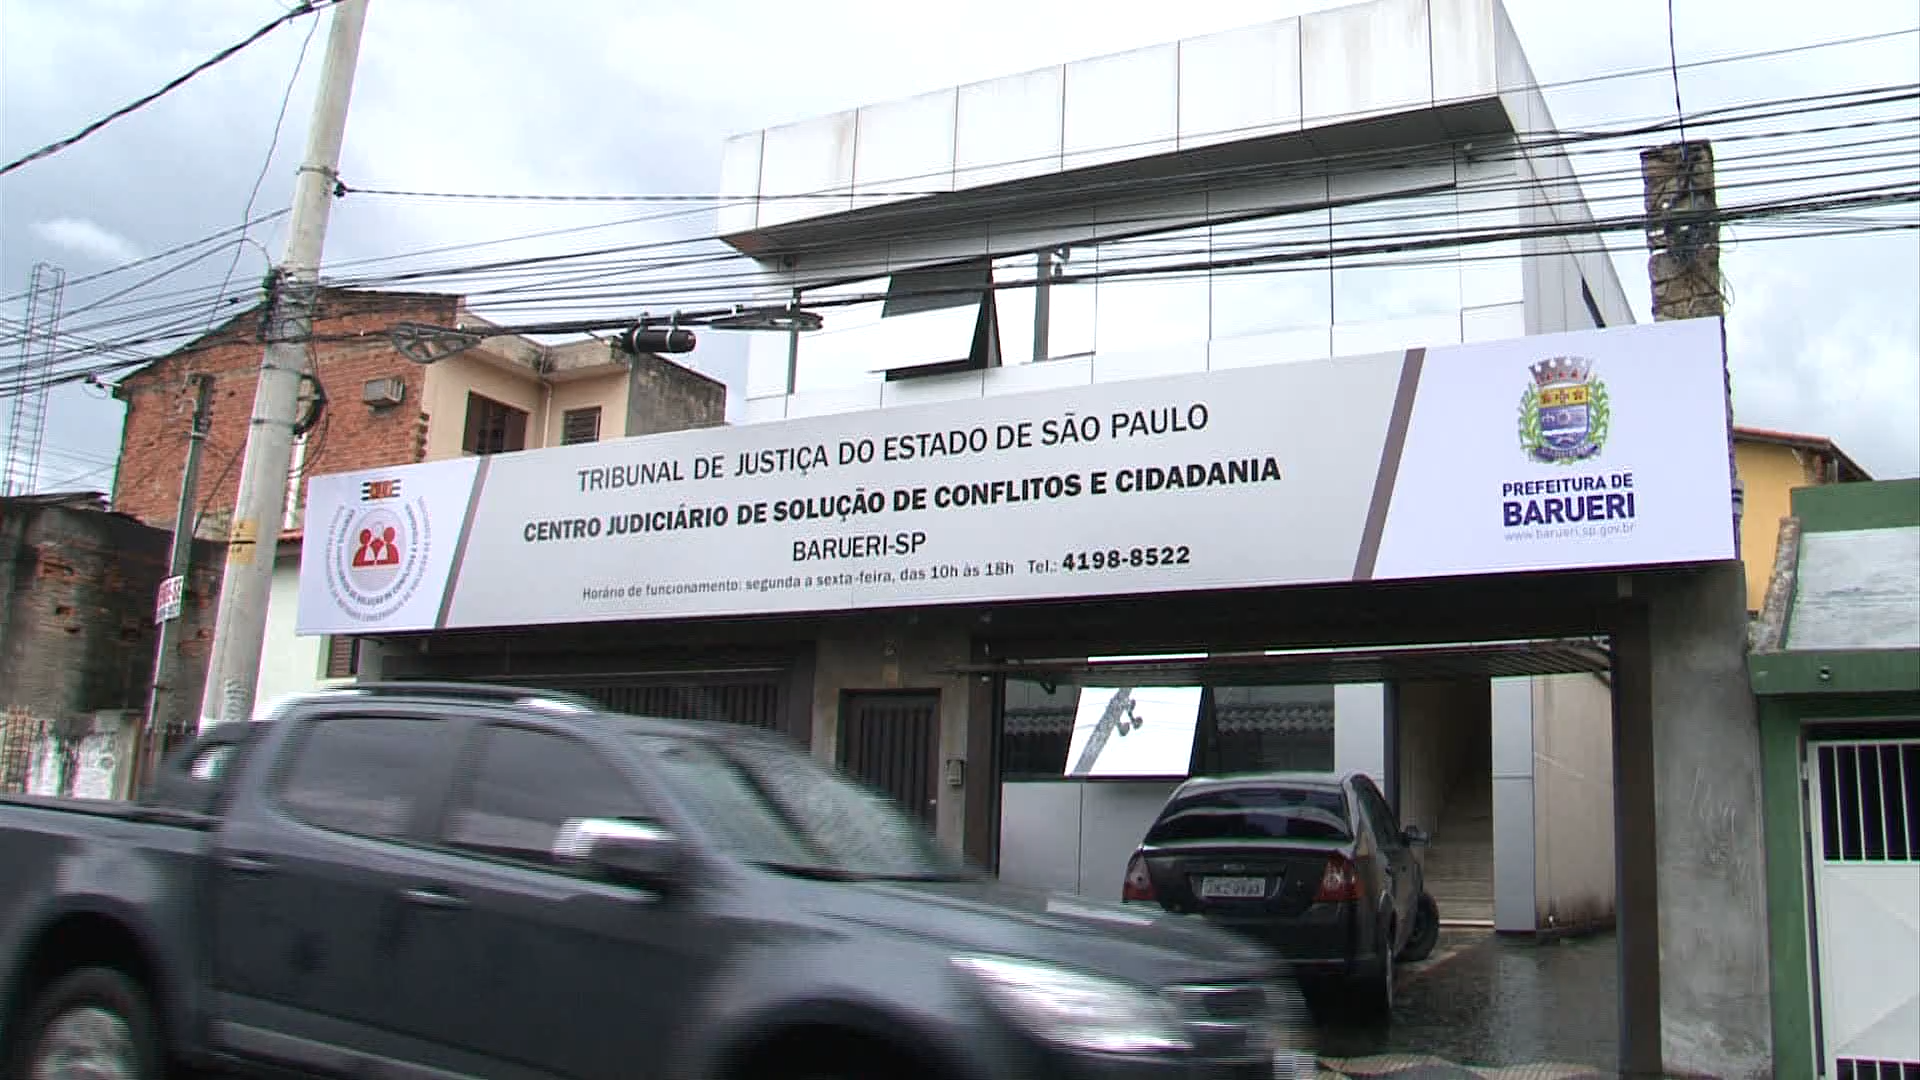 TRIBUNAL DE JUSTIÇA DO ESTADO DE SÃO PAULO
CENTRO JUDICIÁRIO DE SOLUÇÃO DE CONFLITOS E CIDADANIA
BARUERI-SP
Horário de funcionamento: segunda a sexta-feira, das 10h às 18h Tel.: 4198-8522
PREFEITURA DE
BARUERI
www.barueri.sp.gov.br